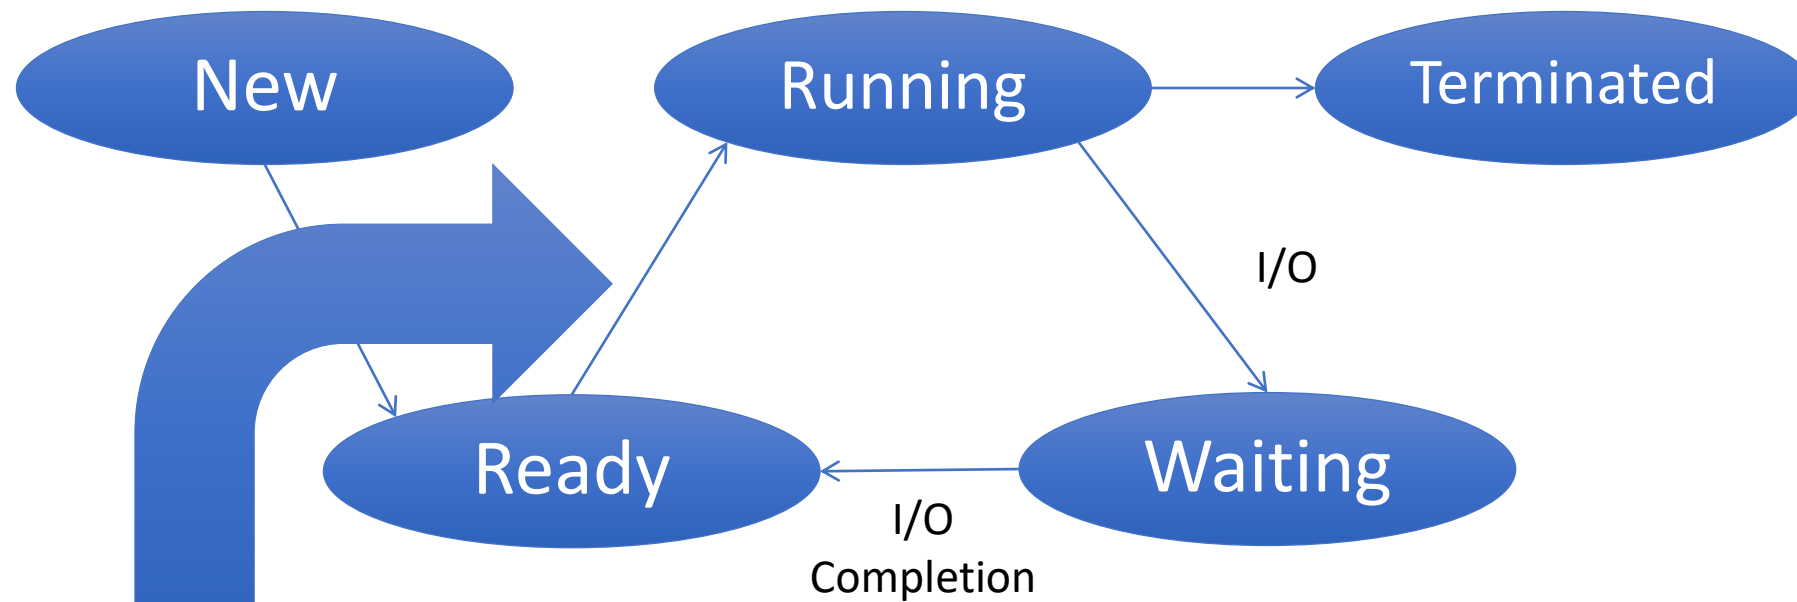 New
Running
Terminated
I/O
Ready
Waiting
I/O
Completion